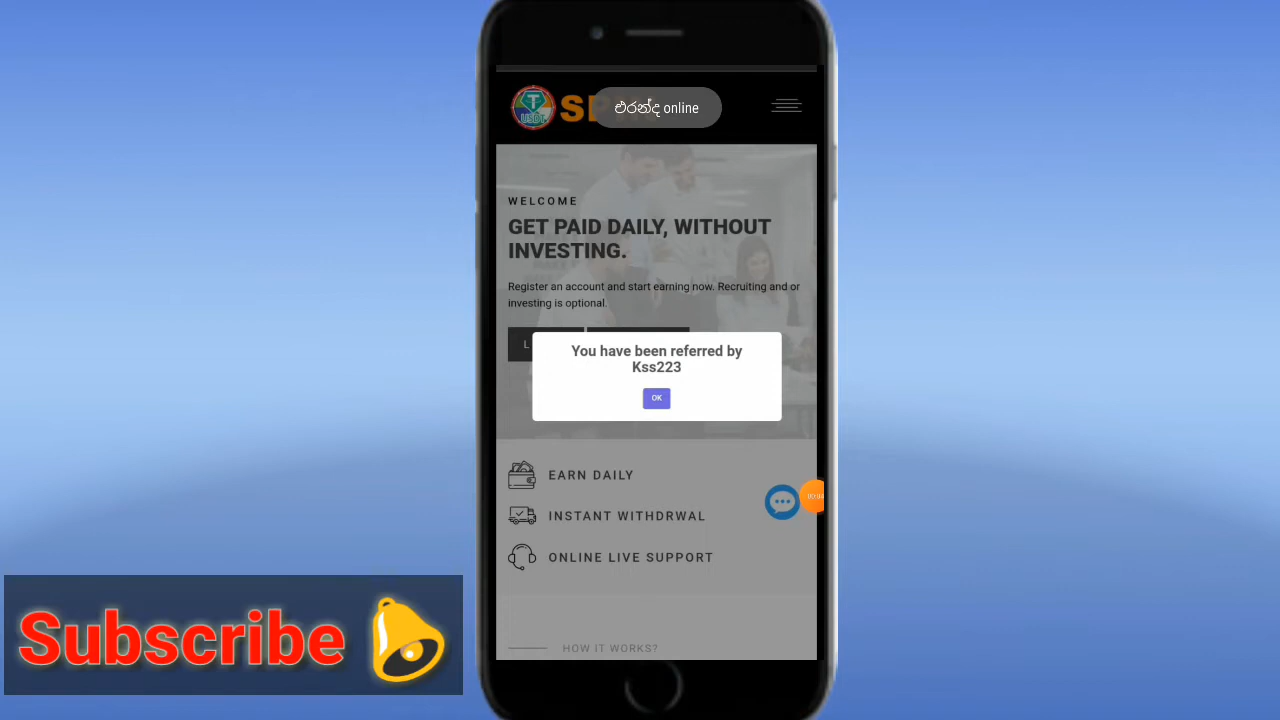 T
USDT
එරන්ද online
WELCOME
GET PAID DAILY, WITHOUT
INVESTING.
Register an account and start earning now. Recruiting and or
investing is optional.
You have been referred by
Kss223
OK
EARN DAILY
INSTANT WITHDRWAL
ONLINE LIVE SUPPORT
HOW IT WORKS?
Subscribe